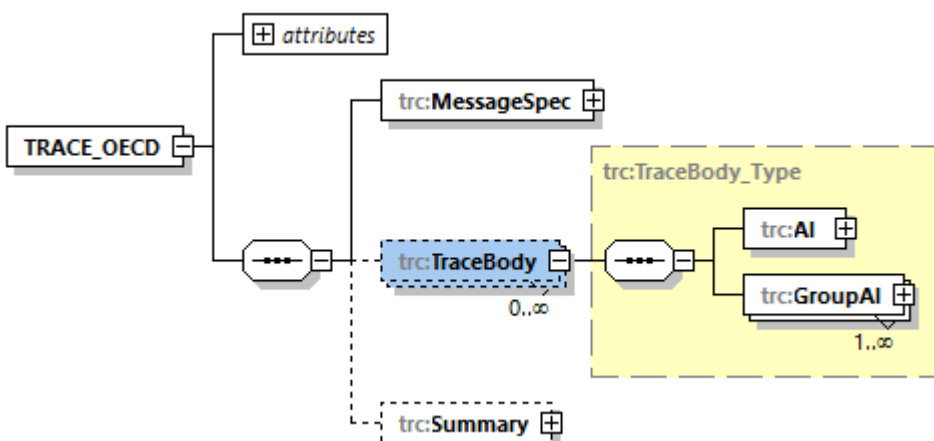 attributes
trc:MessageSpec
TRACE_OECD
trc:TraceBody_Type
trc:AI
trc:TraceBody
0..∞
trc:GroupAI
1..∞
trc:Summary